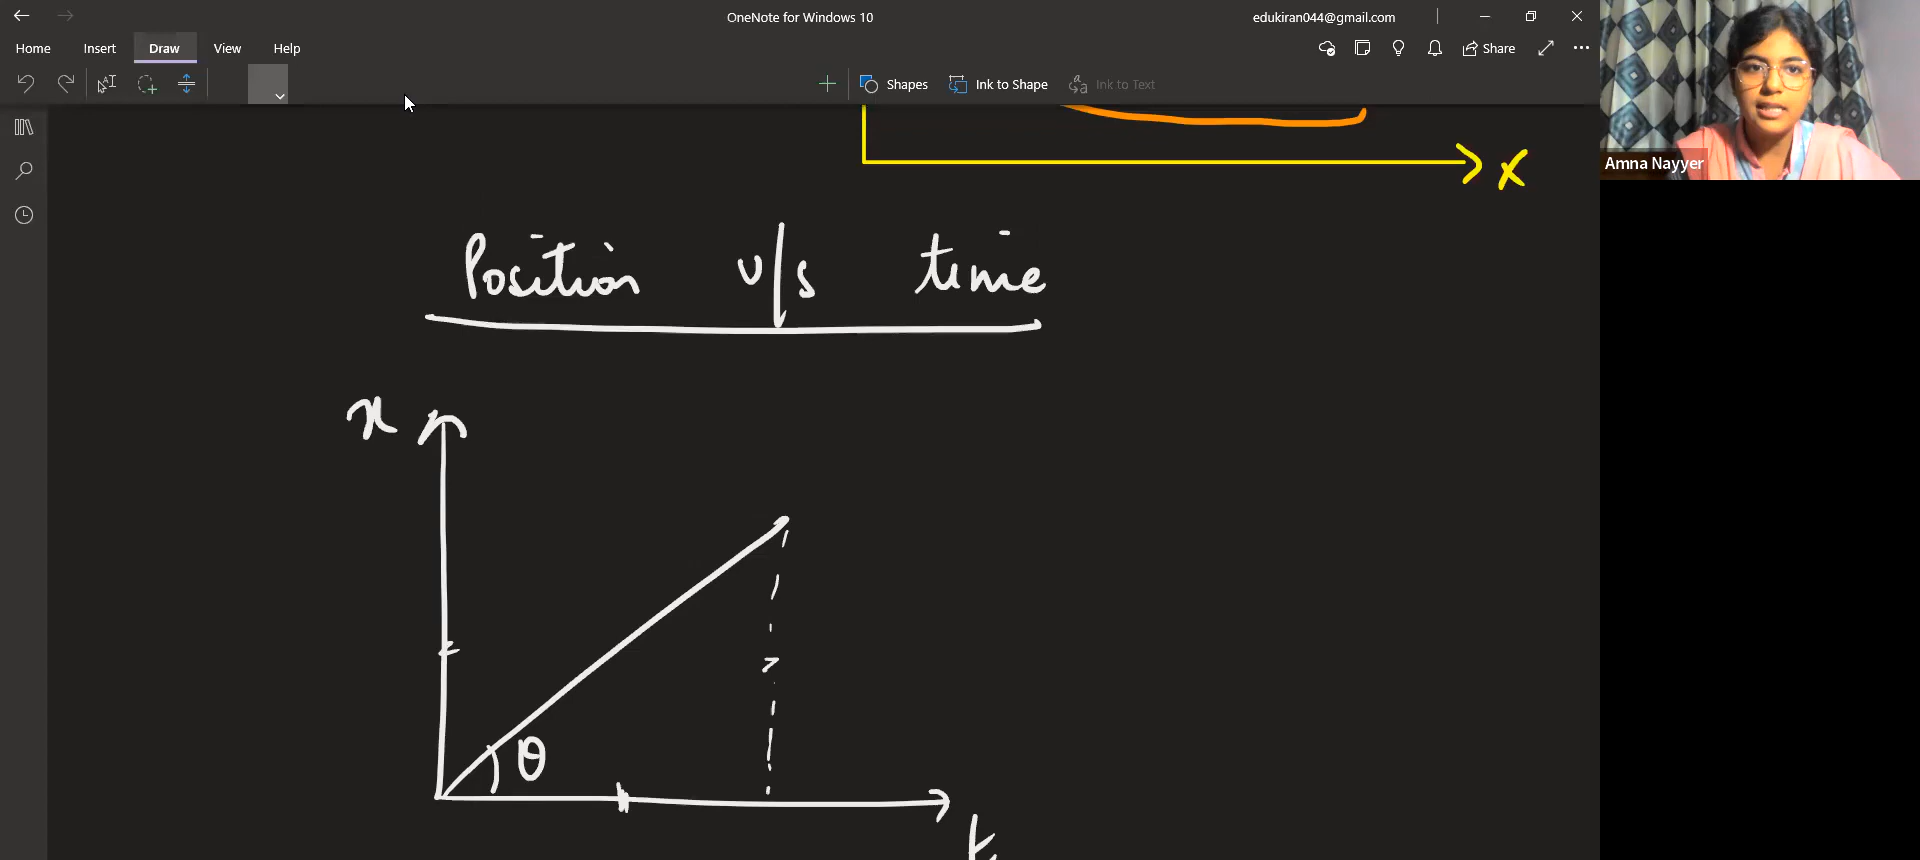 OneNote for Windows 10
edukiran044@gmail.com
Home Insert Draw View Help
Share
Shapes Ink to Shape Ink to Text
Amna Nayyer
X
Position v/s time
x
θ
t